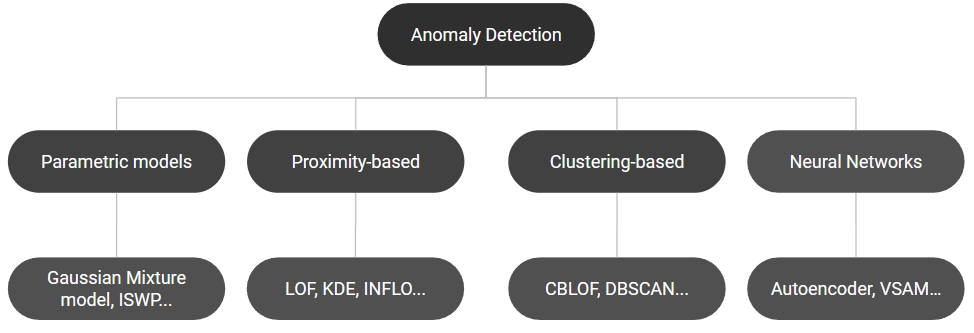 Anomaly Detection
Parametric models
Proximity-based
Clustering-based
Neural Networks
Gaussian Mixture
model, ISWP...
LOF, KDE, INFLO...
CBLOF, DBSCAN...
Autoencoder, VSAM...